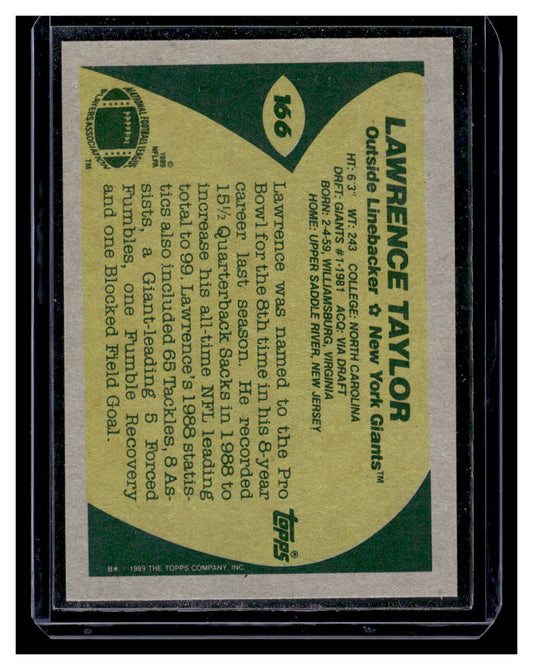 166
LAWRENCE TAYLOR
Outside Linebacker ✪ New York Giants™
HT: 6'3" WT: 243 COLLEGE: NORTH CAROLINA
DRFT: GIANTS #1-1981 ACQ: VIA DRAFT
BORN: 2-4-59, WILLIAMSBURG, VIRGINIA
HOME: UPPER SADDLE RIVER, NEW JERSEY
Lawrence was named to the Pro
Bowl for the 8th time in his 8-year
career last season. He recorded
15½ Quarterback Sacks in 1988 to
increase his all-time NFL leading
total to 99. Lawrence's 1988 statis-
tics also included 65 Tackles, 8 As-
sists, a Giant-leading 5 Forced
Fumbles, one Fumble Recovery
and one Blocked Field Goal.
NATIONAL FOOTBALL LEAGUE
PLAYERS ASSOCIATION
™
©
1989
NFLPA
topps®
B* © 1989 THE TOPPS COMPANY, INC.